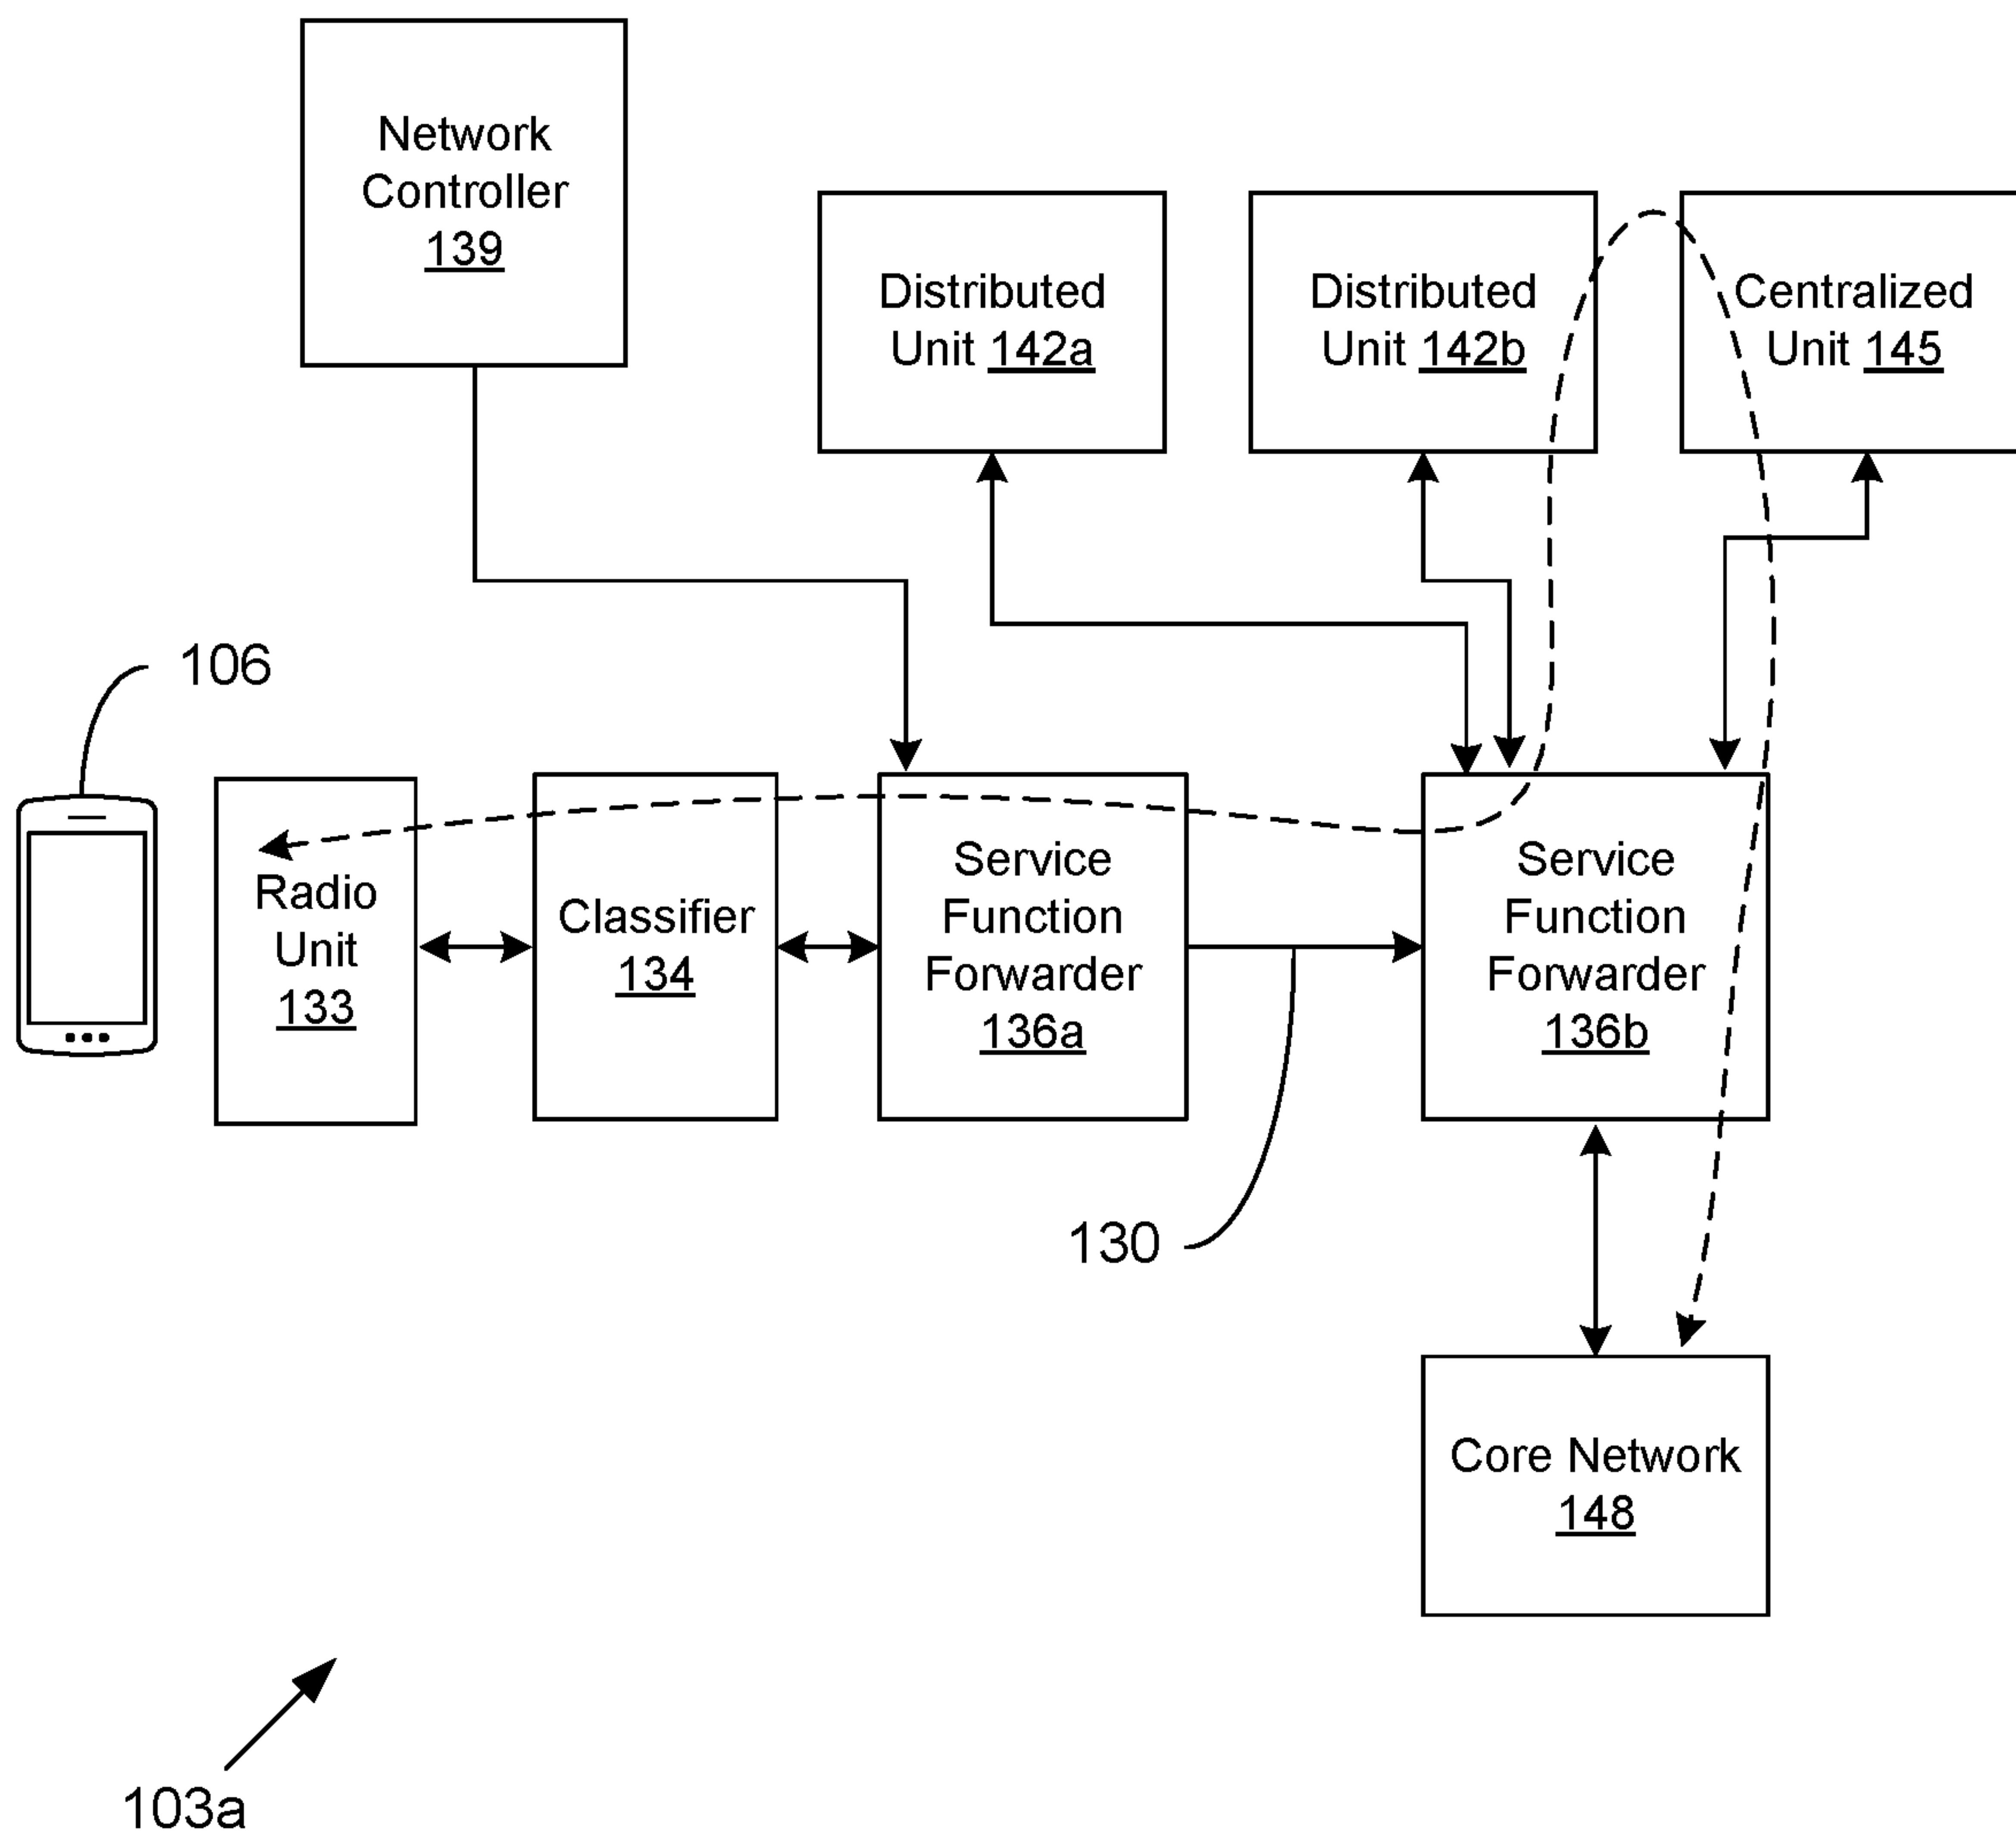 Network
Controller
139
Distributed
Unit 142a
Distributed
Unit 142b
Centralized
Unit 145
106
Radio
Unit
133
Classifier
134
Service
Function
Forwarder
136a
Service
Function
Forwarder
136b
130
Core Network
148
103a